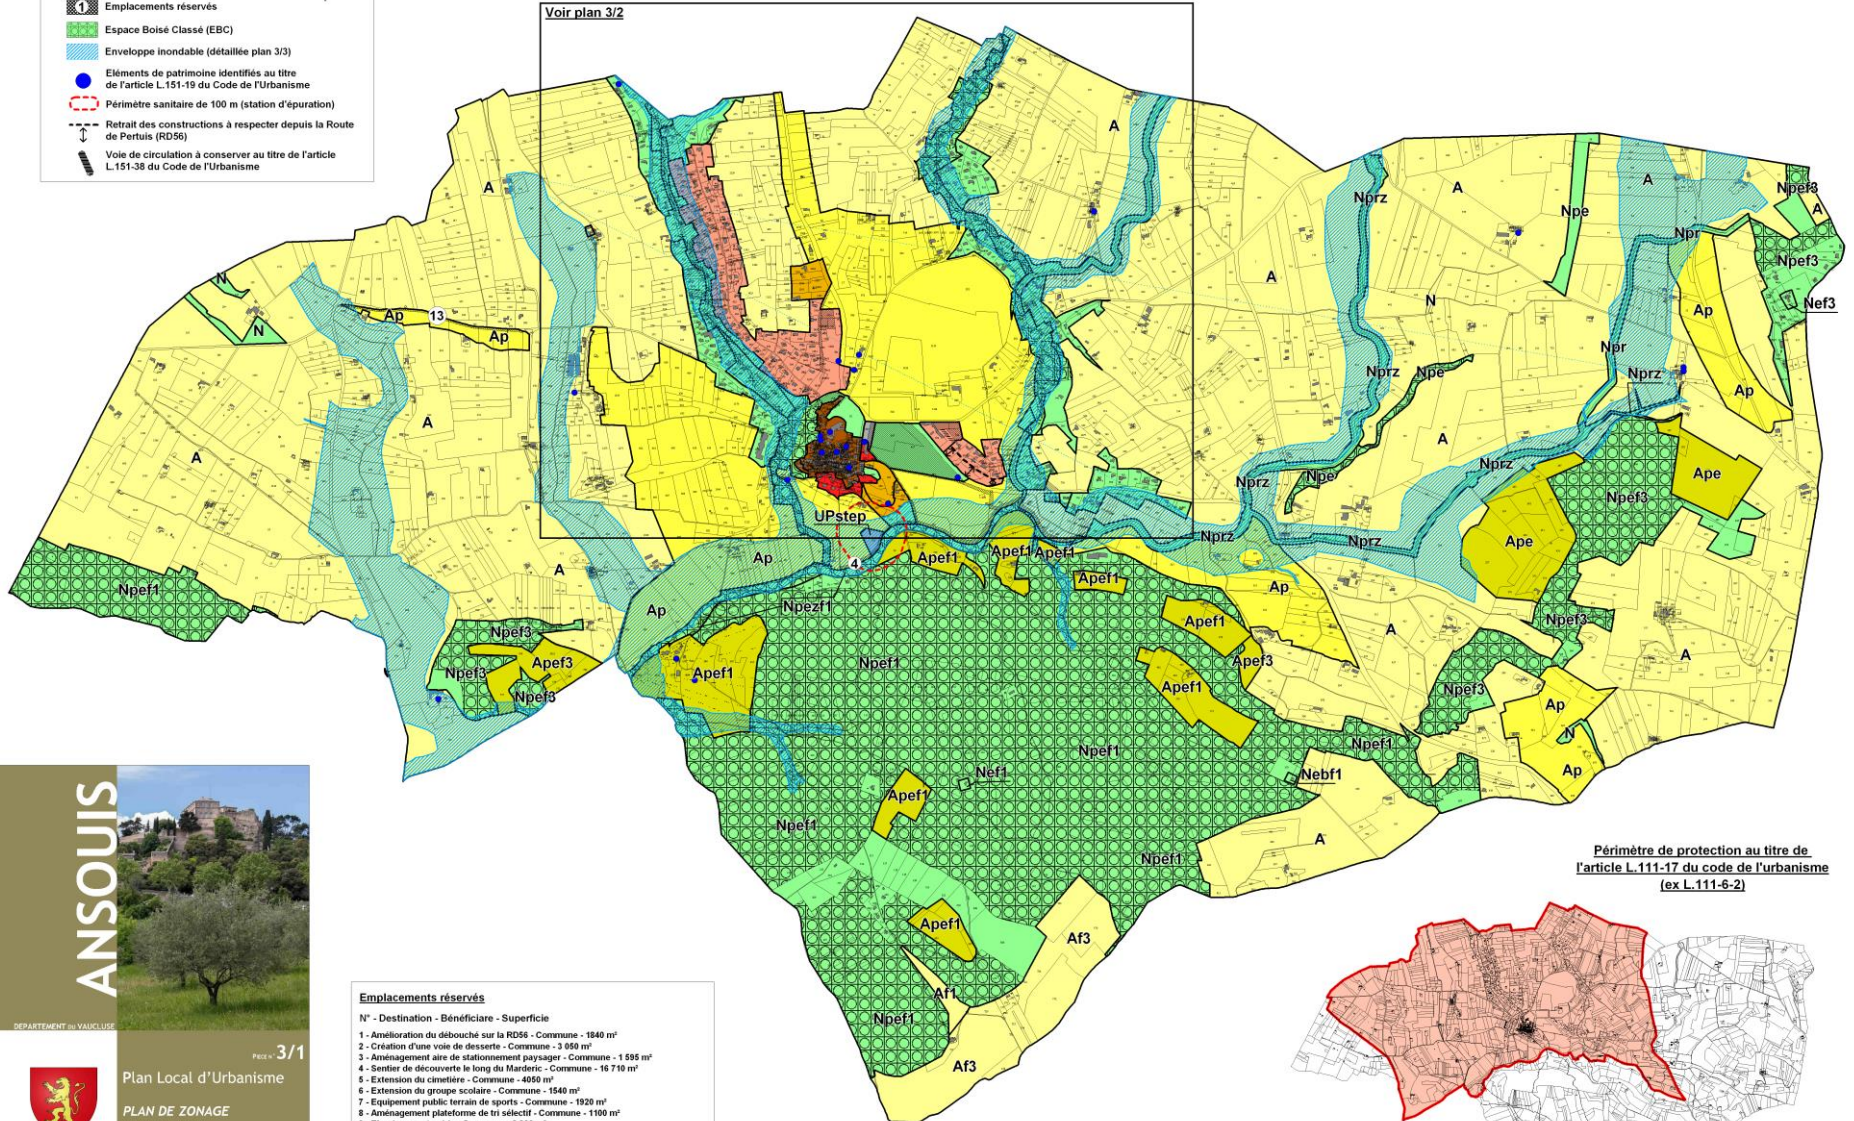 Emplacements réservés
1
Espace Boisé Classé (EBC)
Enveloppe inondable (détaillée plan 3/3)
Eléments de patrimoine identifiés au titre
de l'article L.151-19 du Code de l'Urbanisme
Périmètre sanitaire de 100 m (station d'épuration)
Retrait des constructions à respecter depuis la Route
de Pertuis (RD56)
Voie de circulation à conserver au titre de l'article
L.151-38 du Code de l'Urbanisme
Voir plan 3/2
A
A
Nprz
A
Npe
A
Npef3
A
Npr
Npef3
Nef3
N
N
Ap
13
Ap
A
N
Ap
Npr
Nprz
Nprz
Npe
Ap
A
A
A
Nprz
Npe
Nprz
Npef3
Ape
UPstep
4
Ap
Apef1
Apef1
Apef1
Nprz
Nprz
Ape
A
Npef1
Ap
Npezf1
Apef1
Ap
Apef1
A
Npef3
Npef3
Npef3
Apef3
Npef3
Apef1
Npef1
Apef3
Apef1
Npef3
A
Ap
N
Ap
Npef1
Npef1
Nef1
Nebf1
Apef1
Npef1
A
Npef1
Apef1
Af3
Af1
Npef1
Af3
Périmètre de protection au titre de
l'article L.111-17 du code de l'urbanisme
(ex L.111-6-2)
ANSOUIS
DEPARTEMENT DU VAUCLUSE
PIECE N° 3/1
Plan Local d'Urbanisme
PLAN DE ZONAGE
Emplacements réservés
N° - Destination - Bénéficiare - Superficie
1 - Amélioration du débouché sur la RD56 - Commune - 1840 m²
2 - Création d'une voie de desserte - Commune - 3 050 m²
3 - Aménagement aire de stationnement paysager - Commune - 1 595 m²
4 - Sentier de découverte le long du Marderic - Commune - 16 710 m²
5 - Extension du cimetière - Commune - 4050 m²
6 - Extension du groupe scolaire - Commune - 1540 m²
7 - Equipement public terrain de sports - Commune - 1920 m²
8 - Aménagement plateforme de tri sélectif - Commune - 1100 m²